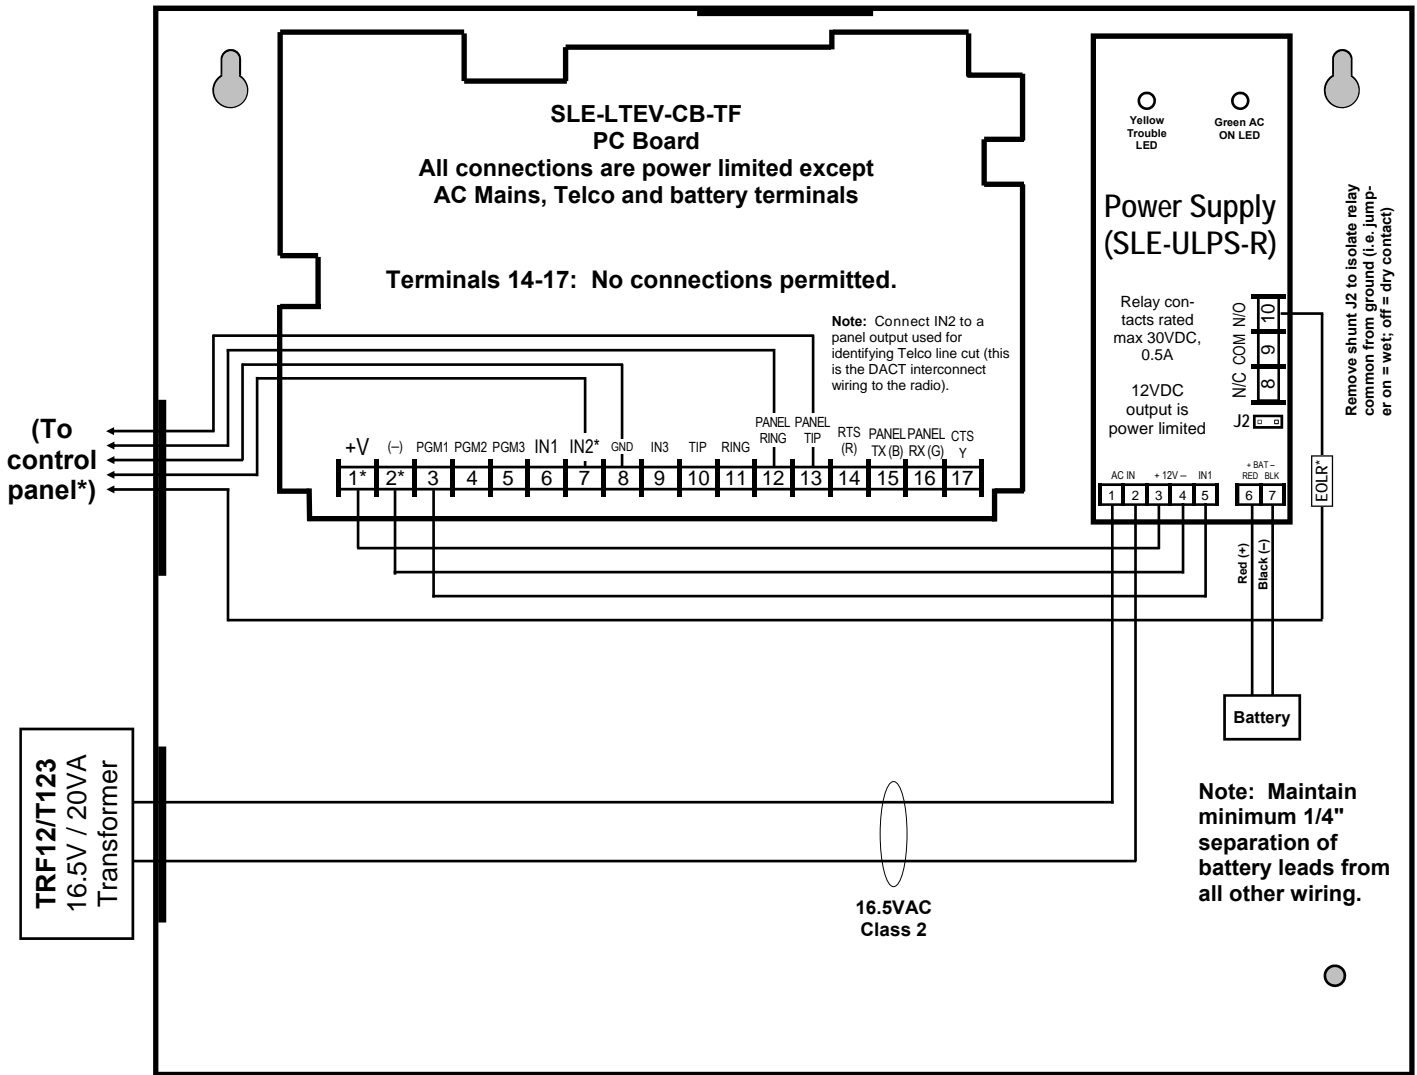 SLE-LTEV-CB-TF
PC Board
All connections are power limited except
AC Mains, Telco and battery terminals
Terminals 14-17: No connections permitted.
Note: Connect IN2 to a
panel output used for
identifying Telco line cut (this
is the DACT interconnect
wiring to the radio).
(To
control
panel*)
+V (–) PGM1 PGM2 PGM3 IN1 IN2* GND IN3 TIP RING PANEL RING PANEL TIP RTS (R) PANEL TX (B) PANEL RX (G) CTS Y
1* 2* 3 4 5 6 7 8 9 10 11 12 13 14 15 16 17
Yellow
Trouble
LED
Green AC
ON LED
Power Supply
(SLE-ULPS-R)
Relay con-
tacts rated
max 30VDC,
0.5A
12VDC
output is
power limited
N/C COM N/O
8 9 10
J2
AC IN + 12V – IN1
1 2 3 4 5
+ BAT –
RED BLK
6 7
Remove shunt J2 to isolate relay
common from ground (i.e. jump-
er on = wet; off = dry contact)
EOLR*
Red (+)
Black (–)
Battery
Note: Maintain
minimum 1/4"
separation of
battery leads from
all other wiring.
TRF12/T123
16.5V / 20VA
Transformer
16.5VAC
Class 2